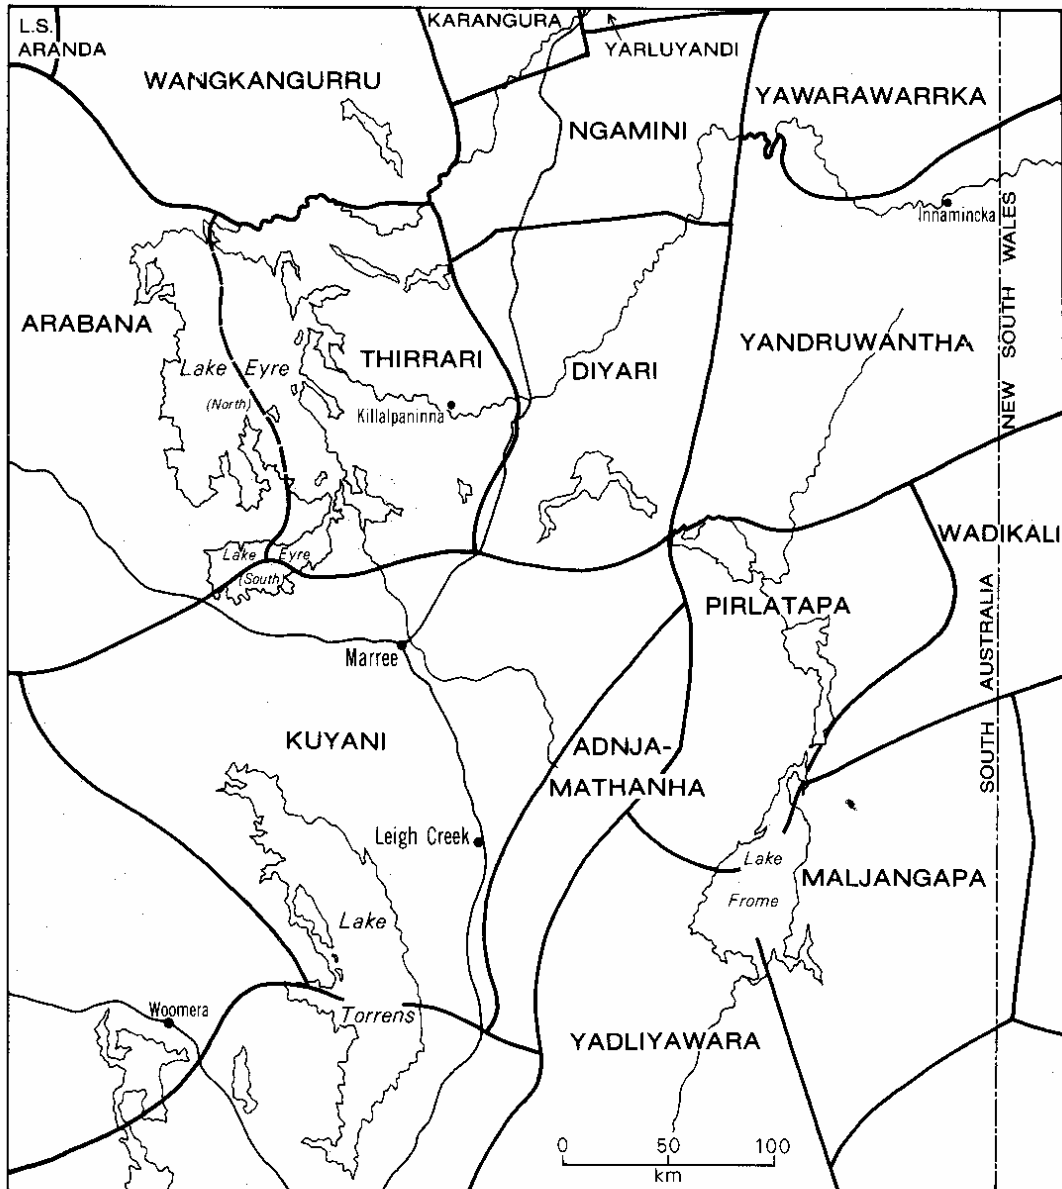 L.S.
ARANDA
KARANGURA
YARLUYANDI
WANGKANGURRU
YAWARAWARRKA
NGAMINI
Innamincka
NEW SOUTH WALES
ARABANA
Lake Eyre
(North)
THIRRARI
Killalpaninna
DIYARI
YANDRUWANTHA
WADIKALI
Lake Eyre
(South)
PIRLATAPA
Marree
SOUTH AUSTRALIA
KUYANI
ADNJA-
MATHANHA
Leigh Creek
Lake
Frome
MALJANGAPA
Lake
Torrens
Woomera
YADLIYAWARA
0 50 100
km